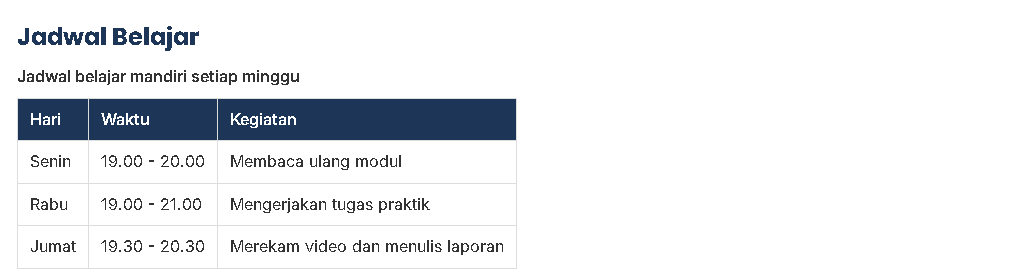 Jadwal Belajar
Jadwal belajar mandiri setiap minggu
Hari Waktu Kegiatan
Senin 19.00 - 20.00 Membaca ulang modul
Rabu 19.00 - 21.00 Mengerjakan tugas praktik
Jumat 19.30 - 20.30 Merekam video dan menulis laporan